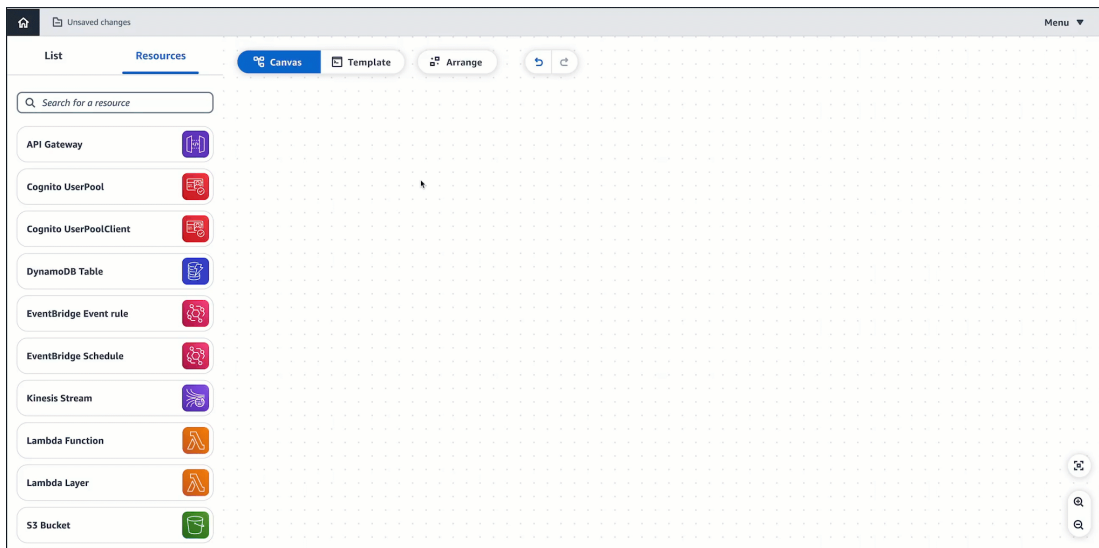 Unsaved changes
Menu ▼
List
Resources
Canvas
Template
Arrange
Search for a resource
API Gateway
Cognito UserPool
Cognito UserPoolClient
DynamoDB Table
EventBridge Event rule
EventBridge Schedule
Kinesis Stream
Lambda Function
Lambda Layer
S3 Bucket